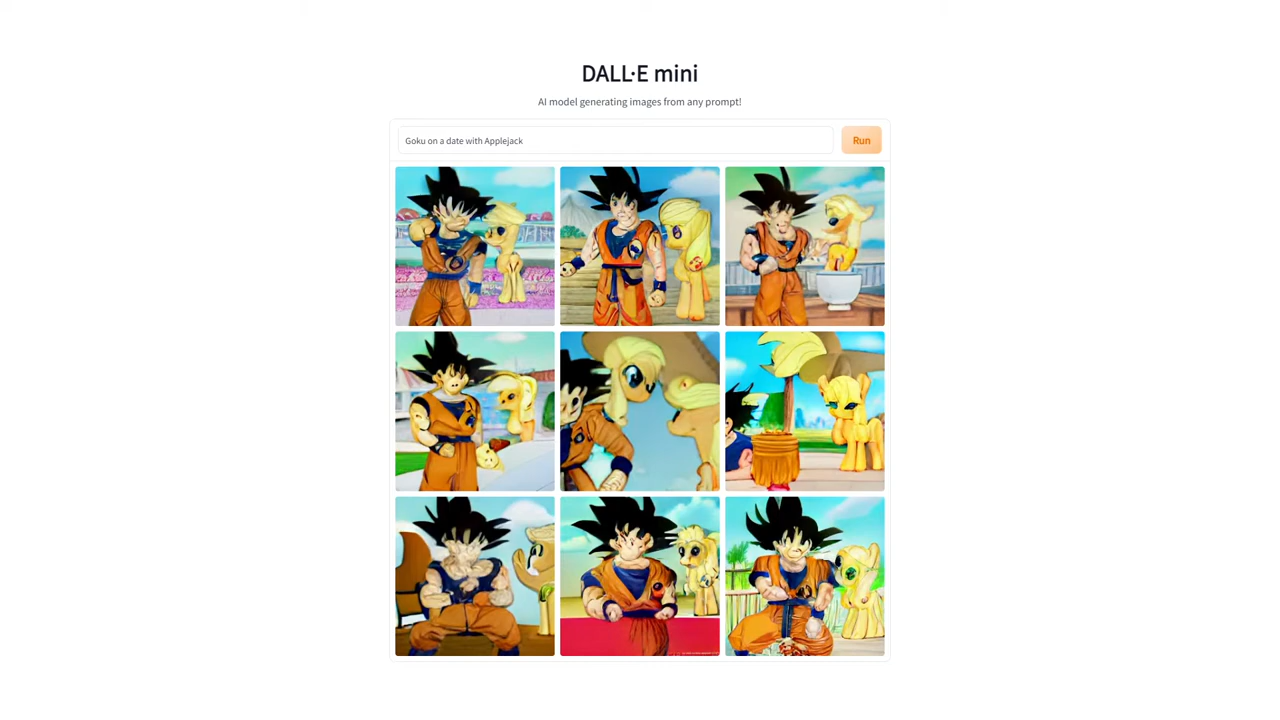 DALL·E mini
AI model generating images from any prompt!
Goku on a date with Applejack
Run